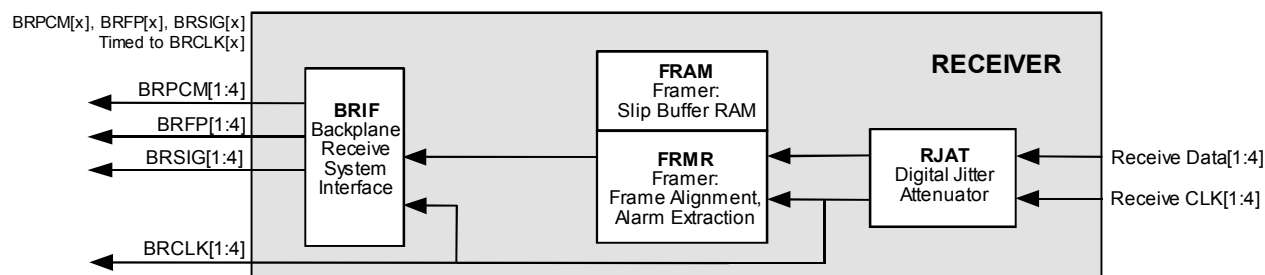 BRPCM[x], BRFP[x], BRSIG[x]
Timed to BRCLK[x]
RECEIVER
BRPCM[1:4]
BRFP[1:4]
BRSIG[1:4]
BRCLK[1:4]
BRIF
Backplane
Receive
System
Interface
FRAM
Framer:
Slip Buffer RAM
FRMR
Framer:
Frame Alignment,
Alarm Extraction
RJAT
Digital Jitter
Attenuator
Receive Data[1:4]
Receive CLK[1:4]